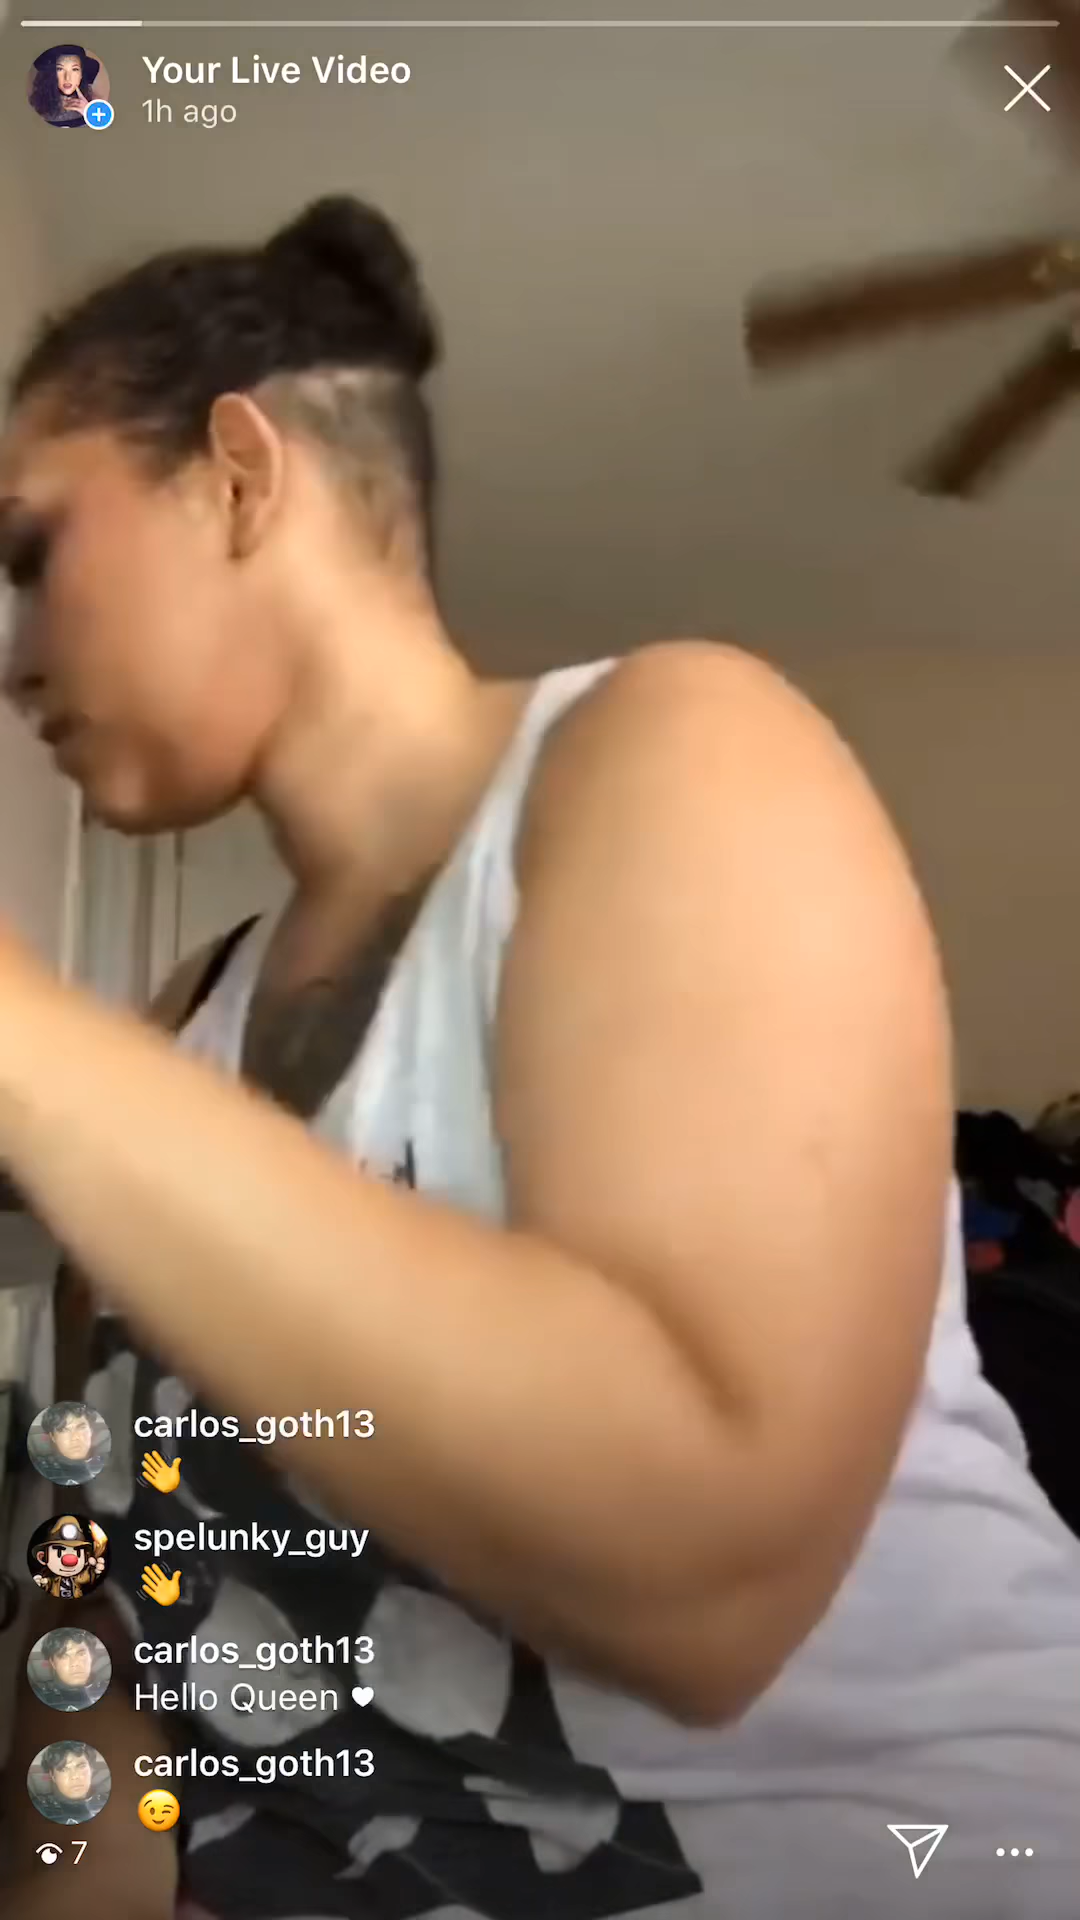 Your Live Video
1h ago
carlos_goth13
👋
spelunky_guy
👋
carlos_goth13
Hello Queen 🤍
carlos_goth13
😉
7